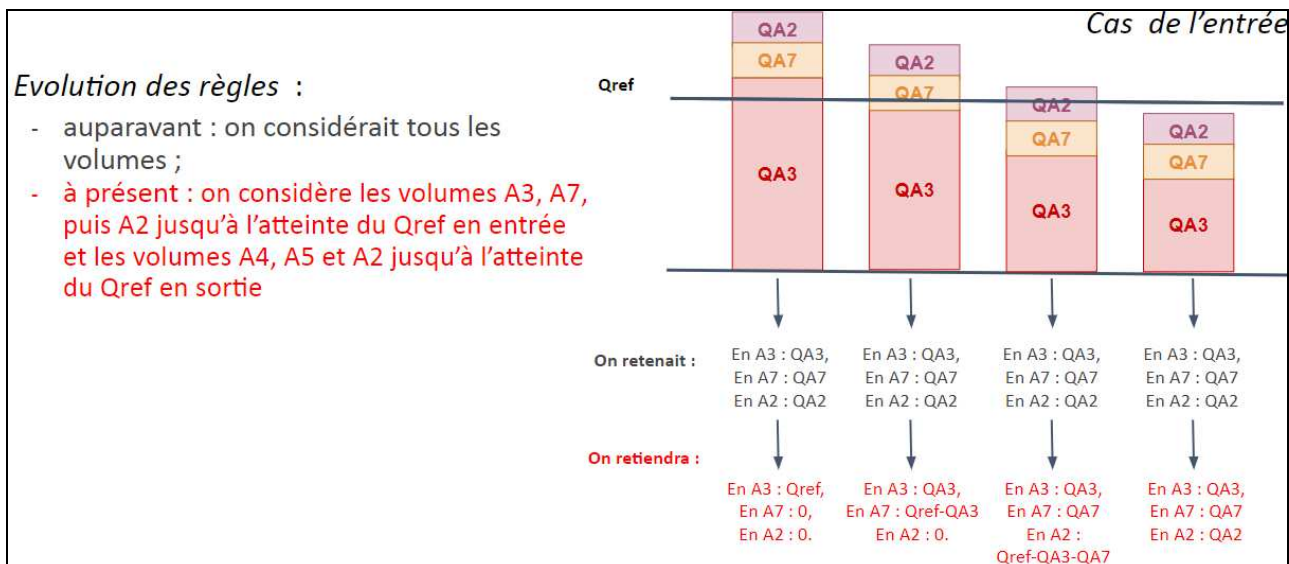 Cas de l'entrée
Evolution des règles :
- auparavant : on considérait tous les
volumes ;
- à présent : on considère les volumes A3, A7,
puis A2 jusqu'à l'atteinte du Qref en entrée
et les volumes A4, A5 et A2 jusqu'à l'atteinte
du Qref en sortie
Qref
QA2
QA7
QA3
QA2
QA7
QA3
QA2
QA7
QA3
QA2
QA7
QA3
On retenait :
En A3 : QA3,
En A7 : QA7
En A2 : QA2
En A3 : QA3,
En A7 : QA7
En A2 : QA2
En A3 : QA3,
En A7 : QA7
En A2 : QA2
En A3 : QA3,
En A7 : QA7
En A2 : QA2
On retiendra :
En A3 : Qref,
En A7 : 0,
En A2 : 0.
En A3 : QA3,
En A7 : Qref-QA3
En A2 : 0.
En A3 : QA3,
En A7 : QA7
En A2 :
Qref-QA3-QA7
En A3 : QA3,
En A7 : QA7
En A2 : QA2